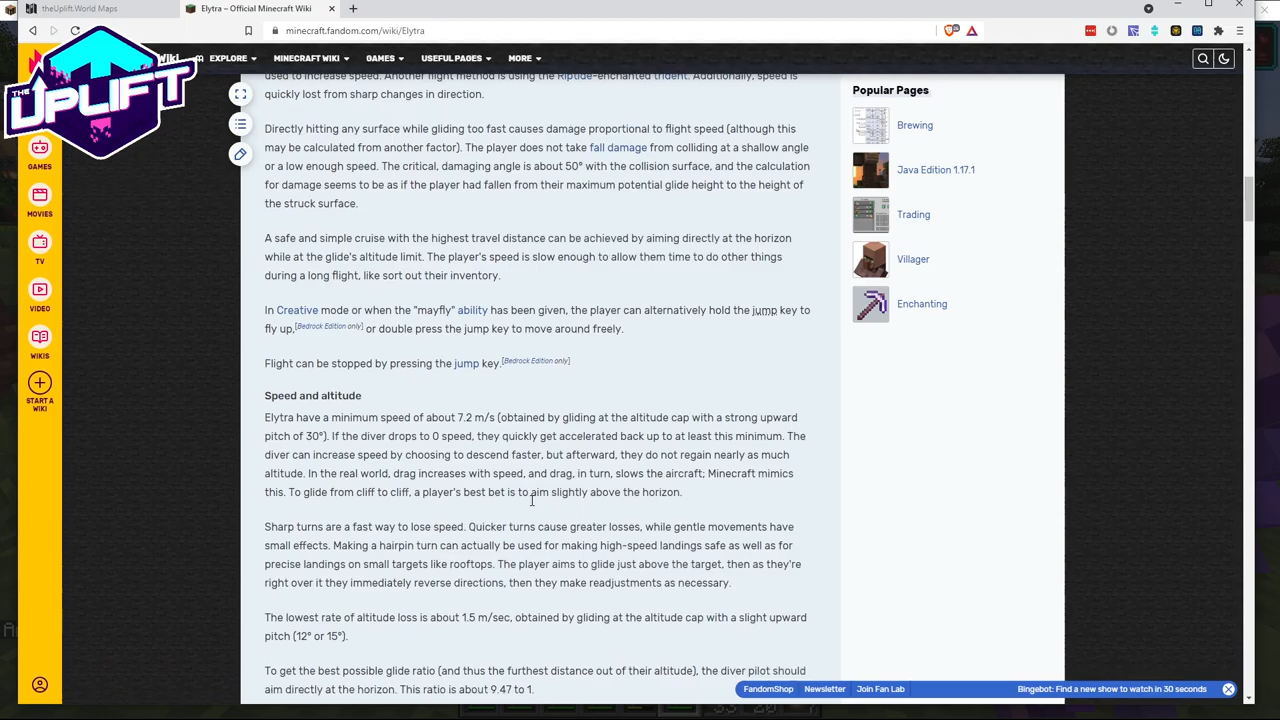 theUplift.World Maps
Elytra – Official Minecraft Wiki
minecraft.fandom.com/wiki/Elytra
THE
UPLIFT
Wiki
EXPLORE
MINECRAFT WIKI
GAMES
USEFUL PAGES
MORE
GAMES
MOVIES
TV
VIDEO
WIKIS
START A
WIKI
used to increase speed. Another flight method is using the Riptide-enchanted trident. Additionally, speed is
quickly lost from sharp changes in direction.
Directly hitting any surface while gliding too fast causes damage proportional to flight speed (although this
may be calculated from another factor). The player does not take fall damage from colliding at a shallow angle
or a low enough speed. The critical, damaging angle is about 50° with the collision surface, and the calculation
for damage seems to be as if the player had fallen from their maximum potential glide height to the height of
the struck surface.
A safe and simple cruise with the highest travel distance can be achieved by aiming directly at the horizon
while at the glide's altitude limit. The player's speed is slow enough to allow them time to do other things
during a long flight, like sort out their inventory.
In Creative mode or when the "mayfly" ability has been given, the player can alternatively hold the jump key to
fly up,[Bedrock Edition only] or double press the jump key to move around freely.
Flight can be stopped by pressing the jump key.[Bedrock Edition only]
Speed and altitude
Elytra have a minimum speed of about 7.2 m/s (obtained by gliding at the altitude cap with a strong upward
pitch of 30°). If the diver drops to 0 speed, they quickly get accelerated back up to at least this minimum. The
diver can increase speed by choosing to descend faster, but afterward, they do not regain nearly as much
altitude. In the real world, drag increases with speed, and drag, in turn, slows the aircraft; Minecraft mimics
this. To glide from cliff to cliff, a player's best bet is to aim slightly above the horizon.
Sharp turns are a fast way to lose speed. Quicker turns cause greater losses, while gentle movements have
small effects. Making a hairpin turn can actually be used for making high-speed landings safe as well as for
precise landings on small targets like rooftops. The player aims to glide just above the target, then as they're
right over it they immediately reverse directions, then they make readjustments as necessary.
The lowest rate of altitude loss is about 1.5 m/sec, obtained by gliding at the altitude cap with a slight upward
pitch (12° or 15°).
To get the best possible glide ratio (and thus the furthest distance out of their altitude), the diver pilot should
aim directly at the horizon. This ratio is about 9.47 to 1.
Popular Pages
Brewing
Java Edition 1.17.1
Trading
Villager
Enchanting
FandomShop
Newsletter
Join Fan Lab
Bingebot: Find a new show to watch in 30 seconds